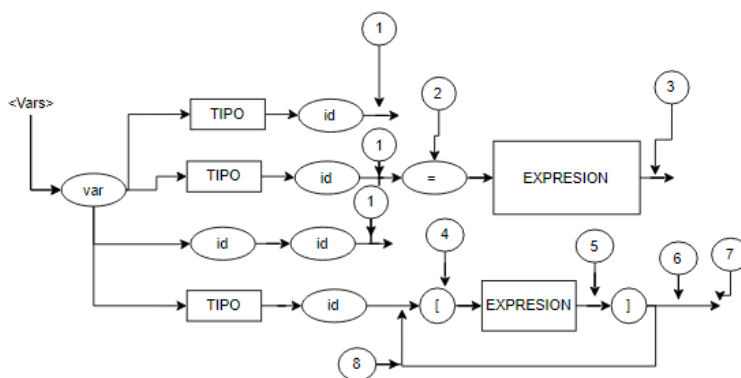 1
<Vars>
TIPO
id
2
3
var
TIPO
id
1
=
EXPRESION
id
id
1
4
5
6
7
TIPO
id
[
EXPRESION
]
8